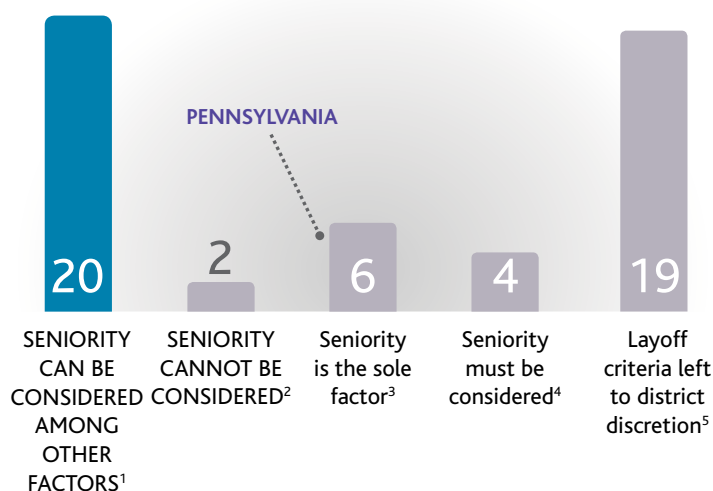 PENNSYLVANIA
20
2
6
4
19
SENIORITY
CAN BE
CONSIDERED
AMONG
OTHER
FACTORS¹
SENIORITY
CANNOT BE
CONSIDERED²
Seniority
is the sole
factor³
Seniority
must be
considered⁴
Layoff
criteria left
to district
discretion⁵